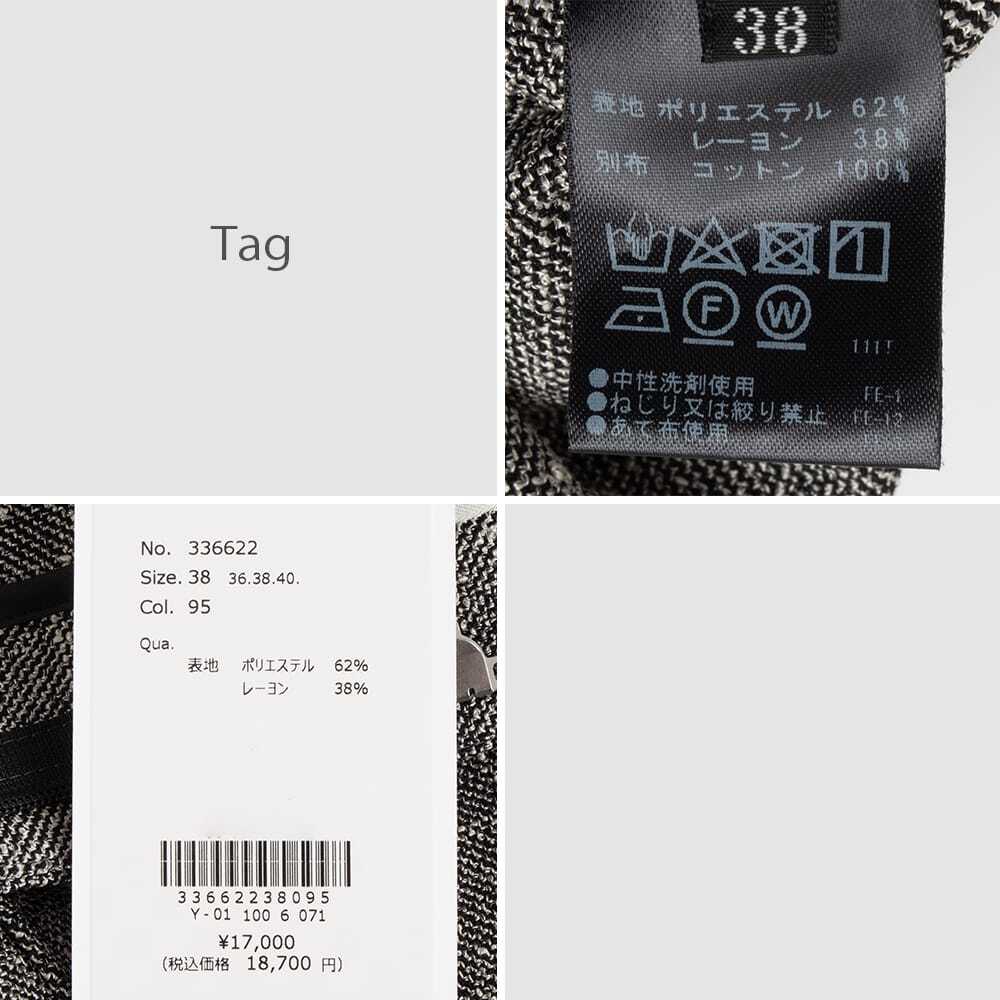 Tag
38
表地 ポリエステル 62%
レーヨン 38%
別布 コットン 100%
F W
●中性洗剤使用
●ねじり又は絞り禁止
●あて布使用
No. 336622
Size. 38 36.38.40.
Col. 95
Qua.
表地 ポリエステル 62%
レーヨン 38%
33662238095
Y-01 100 6 071
¥17,000
(税込価格 18,700 円)